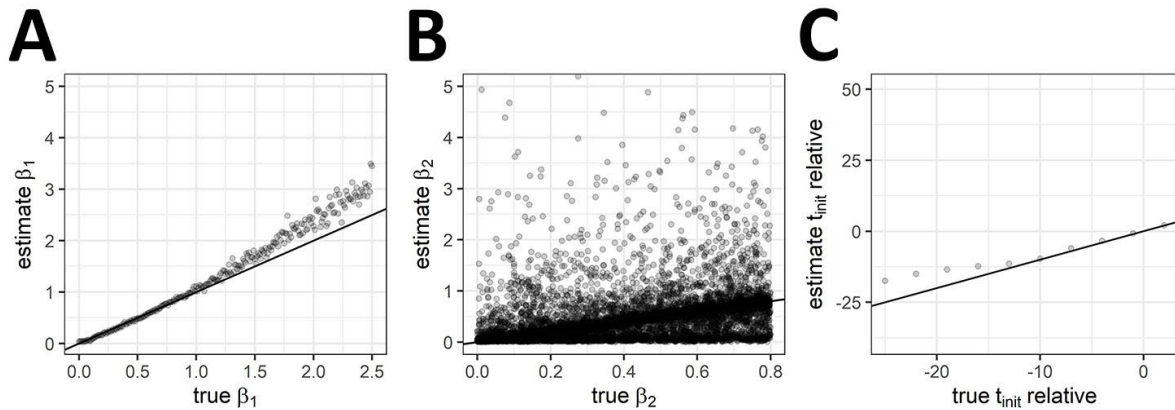 A
estimate β1
5
4
3
2
1
0
0.0 0.5 1.0 1.5 2.0 2.5
true β1
B
estimate β2
5
4
3
2
1
0
0.0 0.2 0.4 0.6 0.8
true β2
C
estimate tinit relative
50
25
0
-25
-20 -10 0
true tinit relative